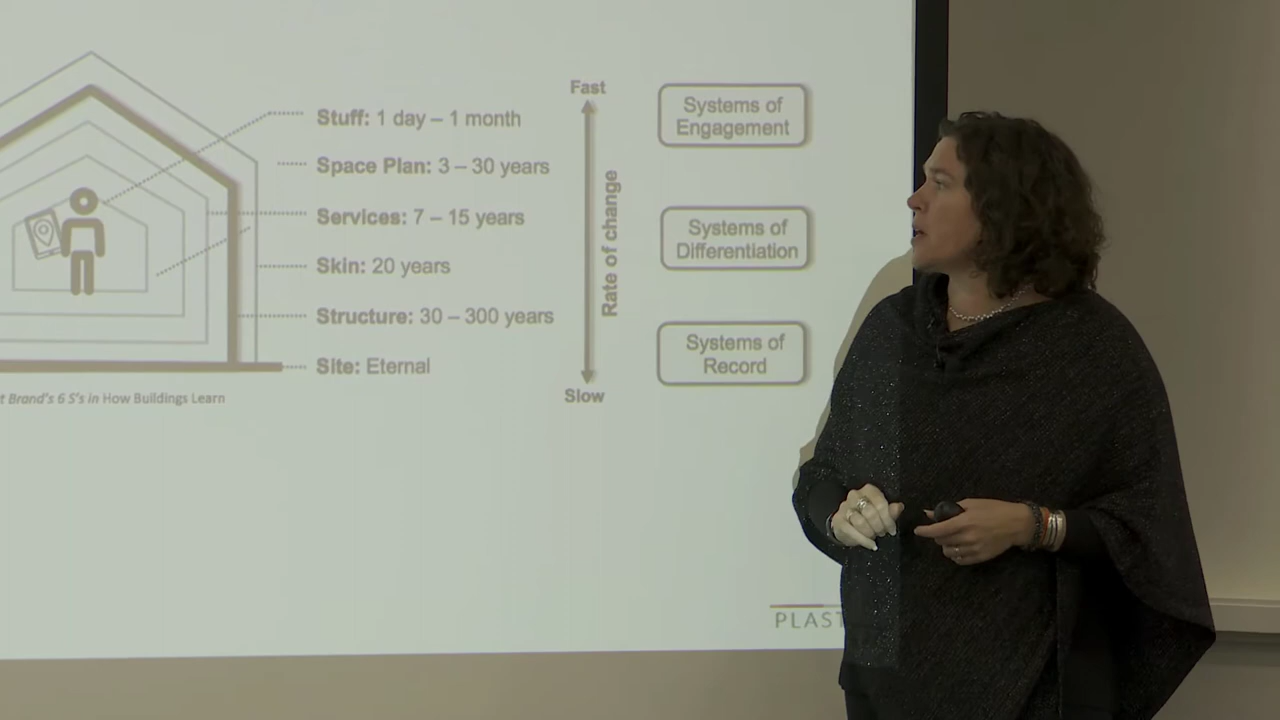 Stuff: 1 day – 1 month
Space Plan: 3 – 30 years
Services: 7 – 15 years
Skin: 20 years
Structure: 30 – 300 years
Site: Eternal
Brand's 6 S's in How Buildings Learn
Fast
Rate of change
Slow
Systems of
Engagement
Systems of
Differentiation
Systems of
Record
PLAST